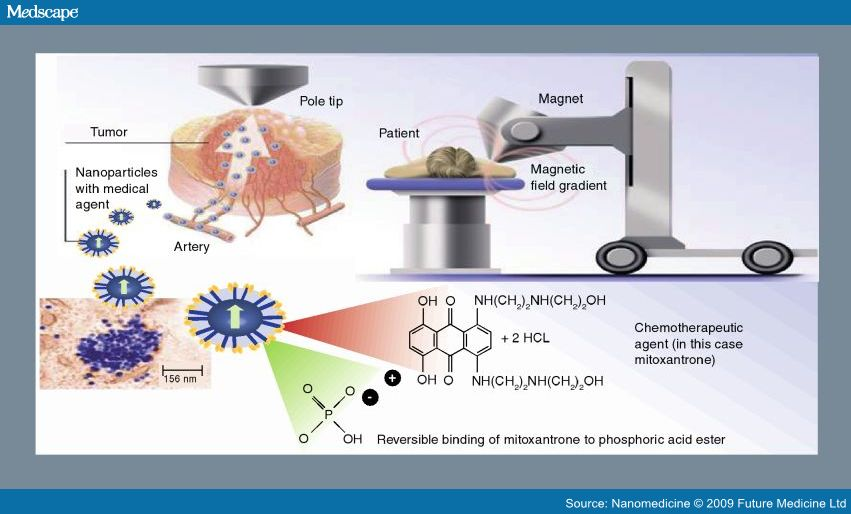 Medscape
Pole tip
Tumor
Nanoparticles
with medical
agent
Artery
Magnet
Patient
Magnetic
field gradient
156 nm
OH O NH(CH₂)₂NH(CH₂)₂OH
+ 2 HCL
OH O NH(CH₂)₂NH(CH₂)₂OH
Chemotherapeutic
agent (in this case
mitoxantrone)
+
-
O O
P
O OH
Reversible binding of mitoxantrone to phosphoric acid ester
Source: Nanomedicine © 2009 Future Medicine Ltd